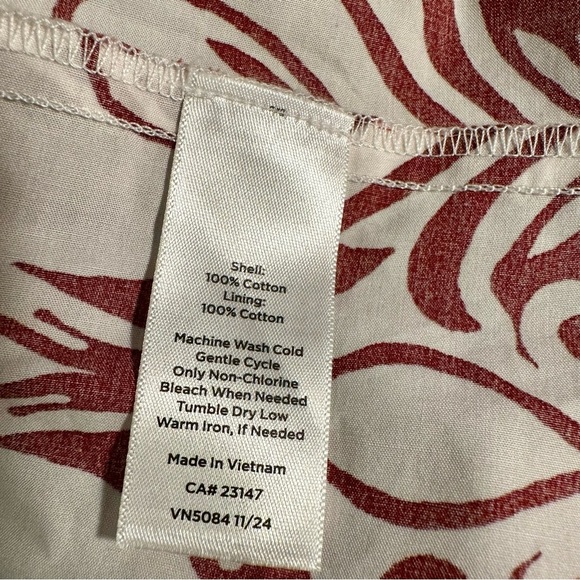 Shell:
100% Cotton
Lining:
100% Cotton
Machine Wash Cold
Gentle Cycle
Only Non-Chlorine
Bleach When Needed
Tumble Dry Low
Warm Iron, If Needed
Made In Vietnam
CA# 23147
VN5084 11/24